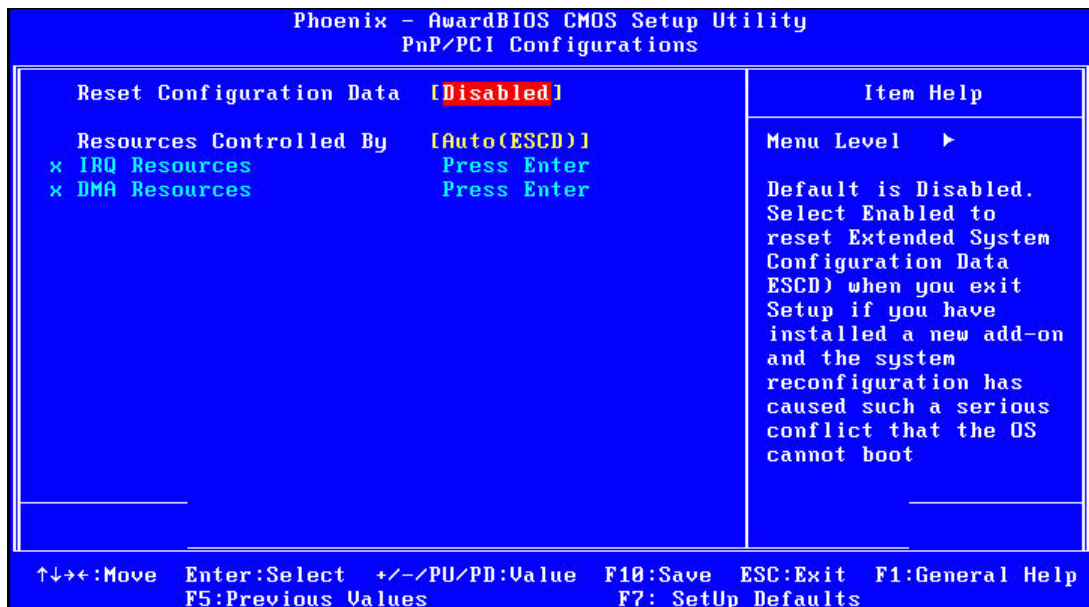 Phoenix - AwardBIOS CMOS Setup Utility
PnP/PCI Configurations
Reset Configuration Data [Disabled]
Resources Controlled By [Auto(ESCD)]
x IRQ Resources Press Enter
x DMA Resources Press Enter
Item Help
Menu Level ►
Default is Disabled.
Select Enabled to
reset Extended System
Configuration Data
ESCD) when you exit
Setup if you have
installed a new add-on
and the system
reconfiguration has
caused such a serious
conflict that the OS
cannot boot
↑↓→←:Move Enter:Select +/-/PU/PD:Value F10:Save ESC:Exit F1:General Help
F5:Previous Values F7: SetUp Defaults